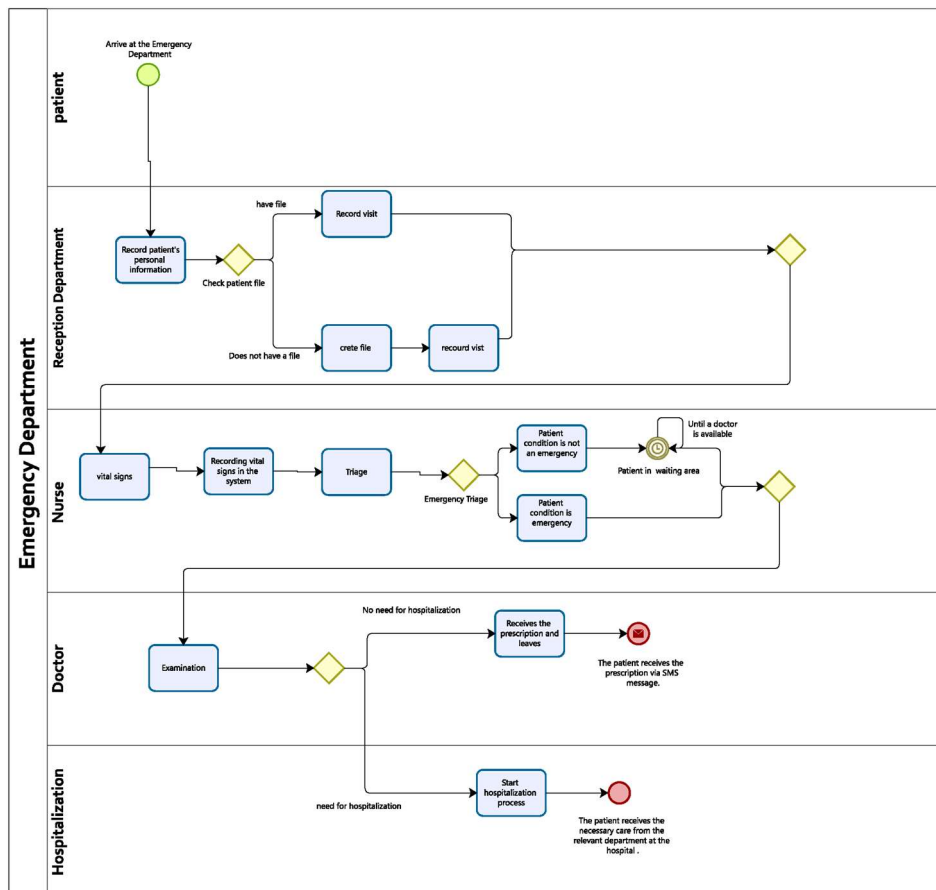 Emergency Department
patient
Arrive at the Emergency
Department
Reception Department
Record patient's
personal
information
Check patient file
have file
Record visit
Does not have a file
crete file
recourd vist
Nurse
vital signs
Recording vital
signs in the
system
Triage
Emergency Triage
Patient
condition is not
an emergency
Patient
condition is
emergency
Until a doctor
is available
Patient in waiting area
Doctor
Examination
No need for hospitalization
Receives the
prescription and
leaves
The patient receives the
prescription via SMS
message.
Hospitalization
need for hospitalization
Start
hospitalization
process
The patient receives the
necessary care from the
relevant department at the
hospital .